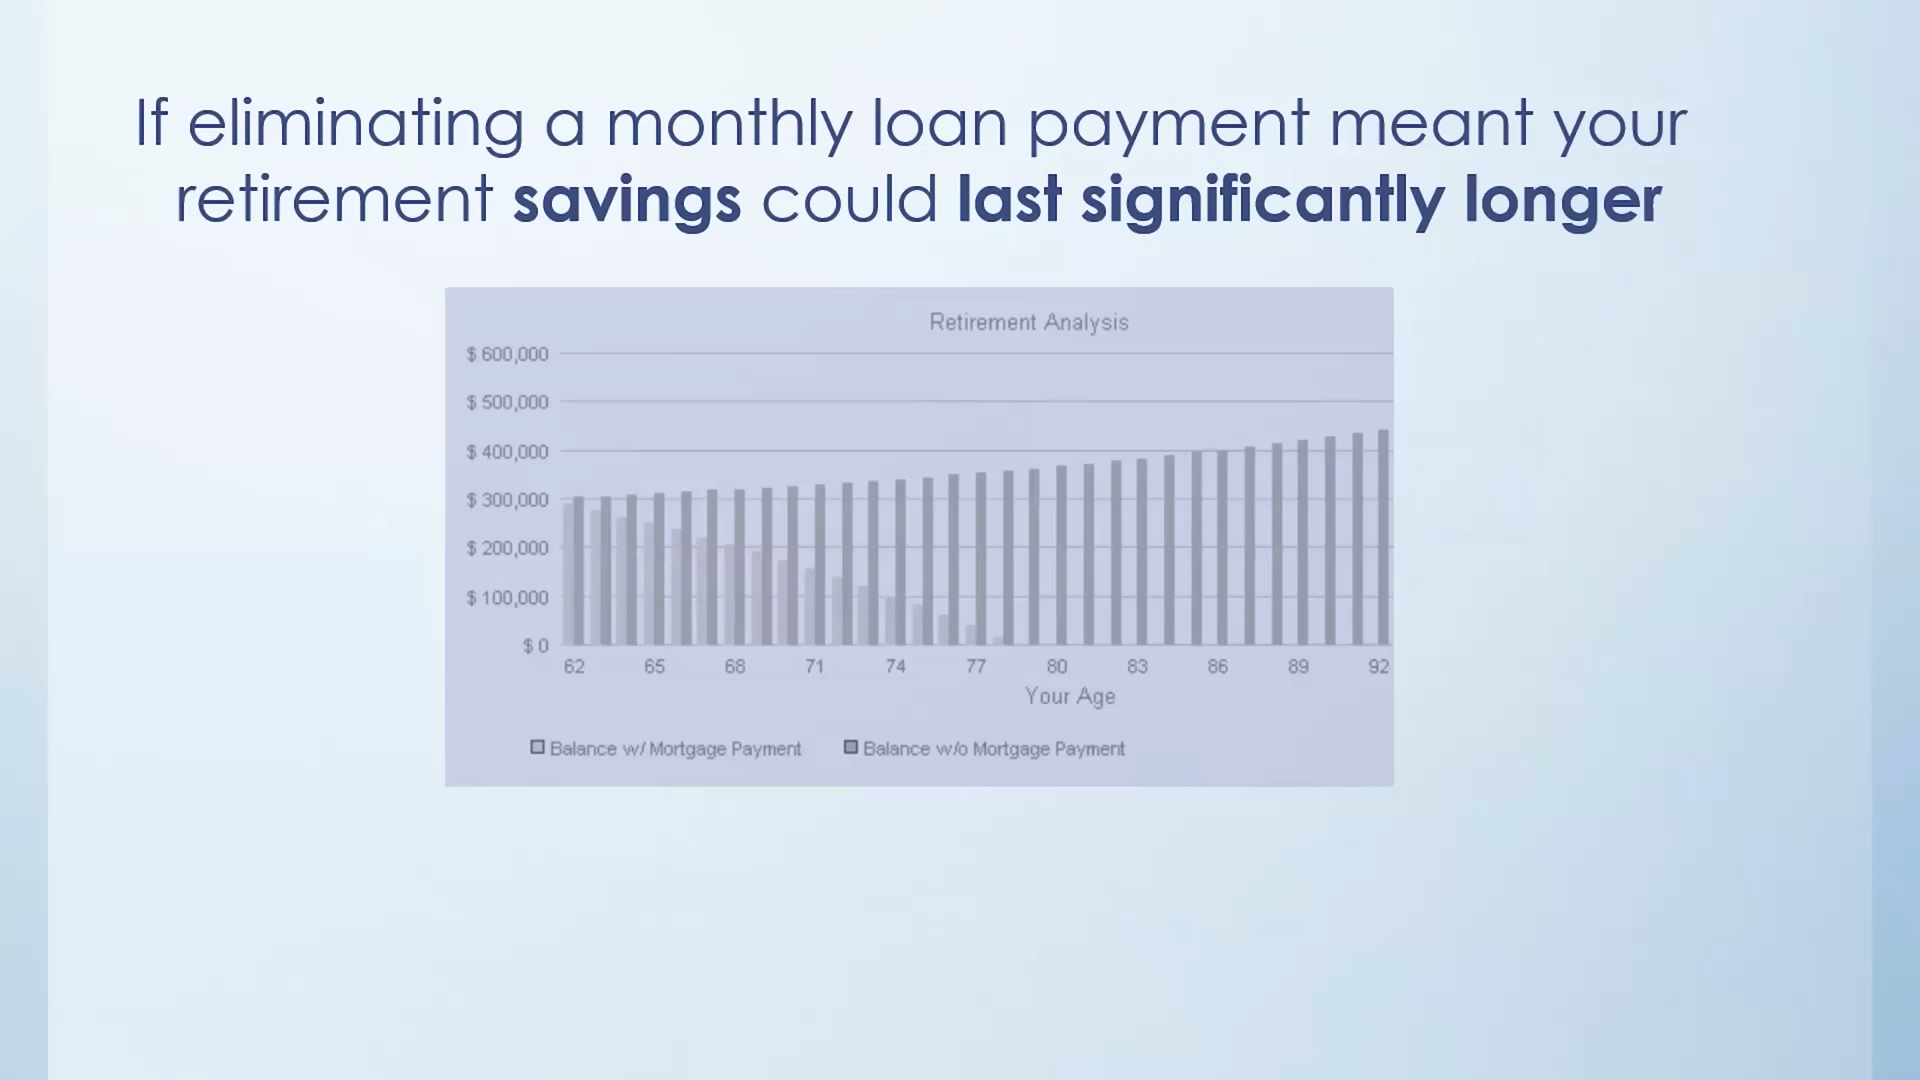 If eliminating a monthly loan payment meant your
retirement savings could last significantly longer
Retirement Analysis
$ 600,000
$ 500,000
$ 400,000
$ 300,000
$ 200,000
$ 100,000
$ 0
62 65 68 71 74 77 80 83 86 89 92
Your Age
Balance w/ Mortgage Payment Balance w/o Mortgage Payment